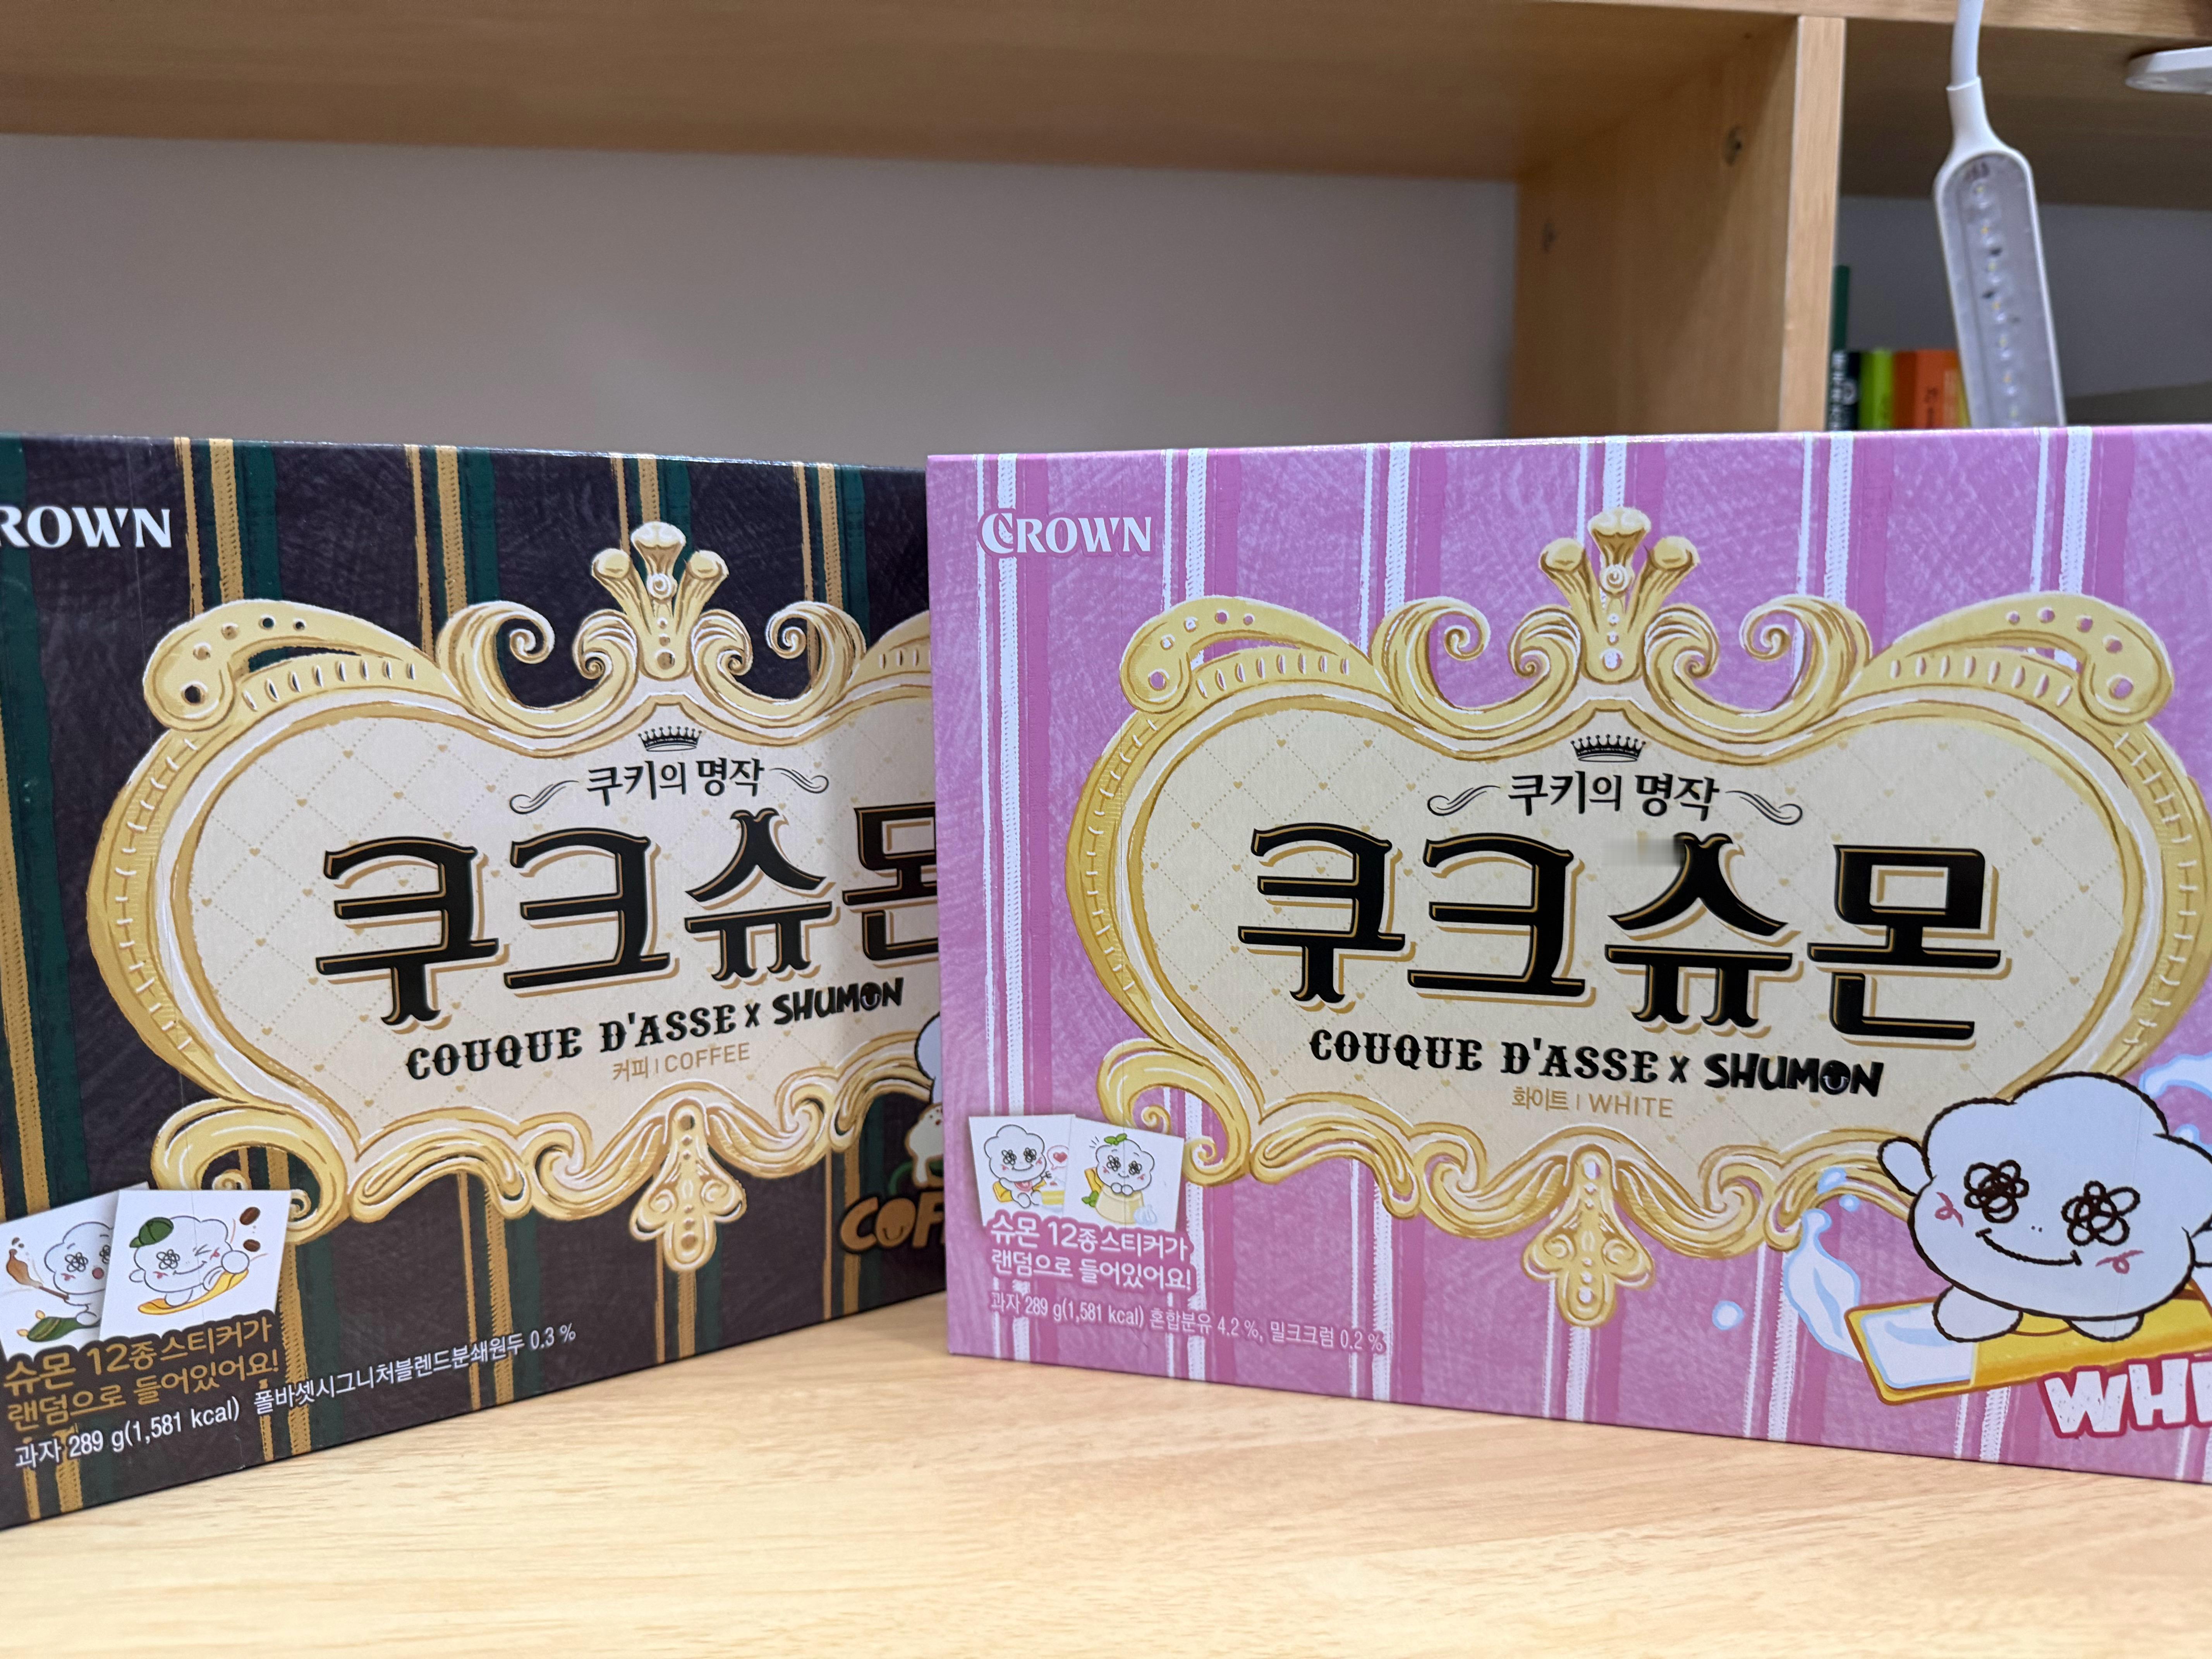 CROWN
쿠키의 명작
쿠크슈몬
COUQUE D'ASSE X SHUMON
커피 | COFFEE
슈몬 12종 스티커가
랜덤으로 들어있어요!
과자 289 g(1,581 kcal) 폴바셋시그니처블렌드분쇄원두 0.3 %
CROWN
쿠키의 명작
쿠크슈몬
COUQUE D'ASSE X SHUMON
화이트 | WHITE
슈몬 12종 스티커가
랜덤으로 들어있어요!
과자 289 g(1,581 kcal) 혼합분유 4.2 %, 밀크크럼 0.2 %